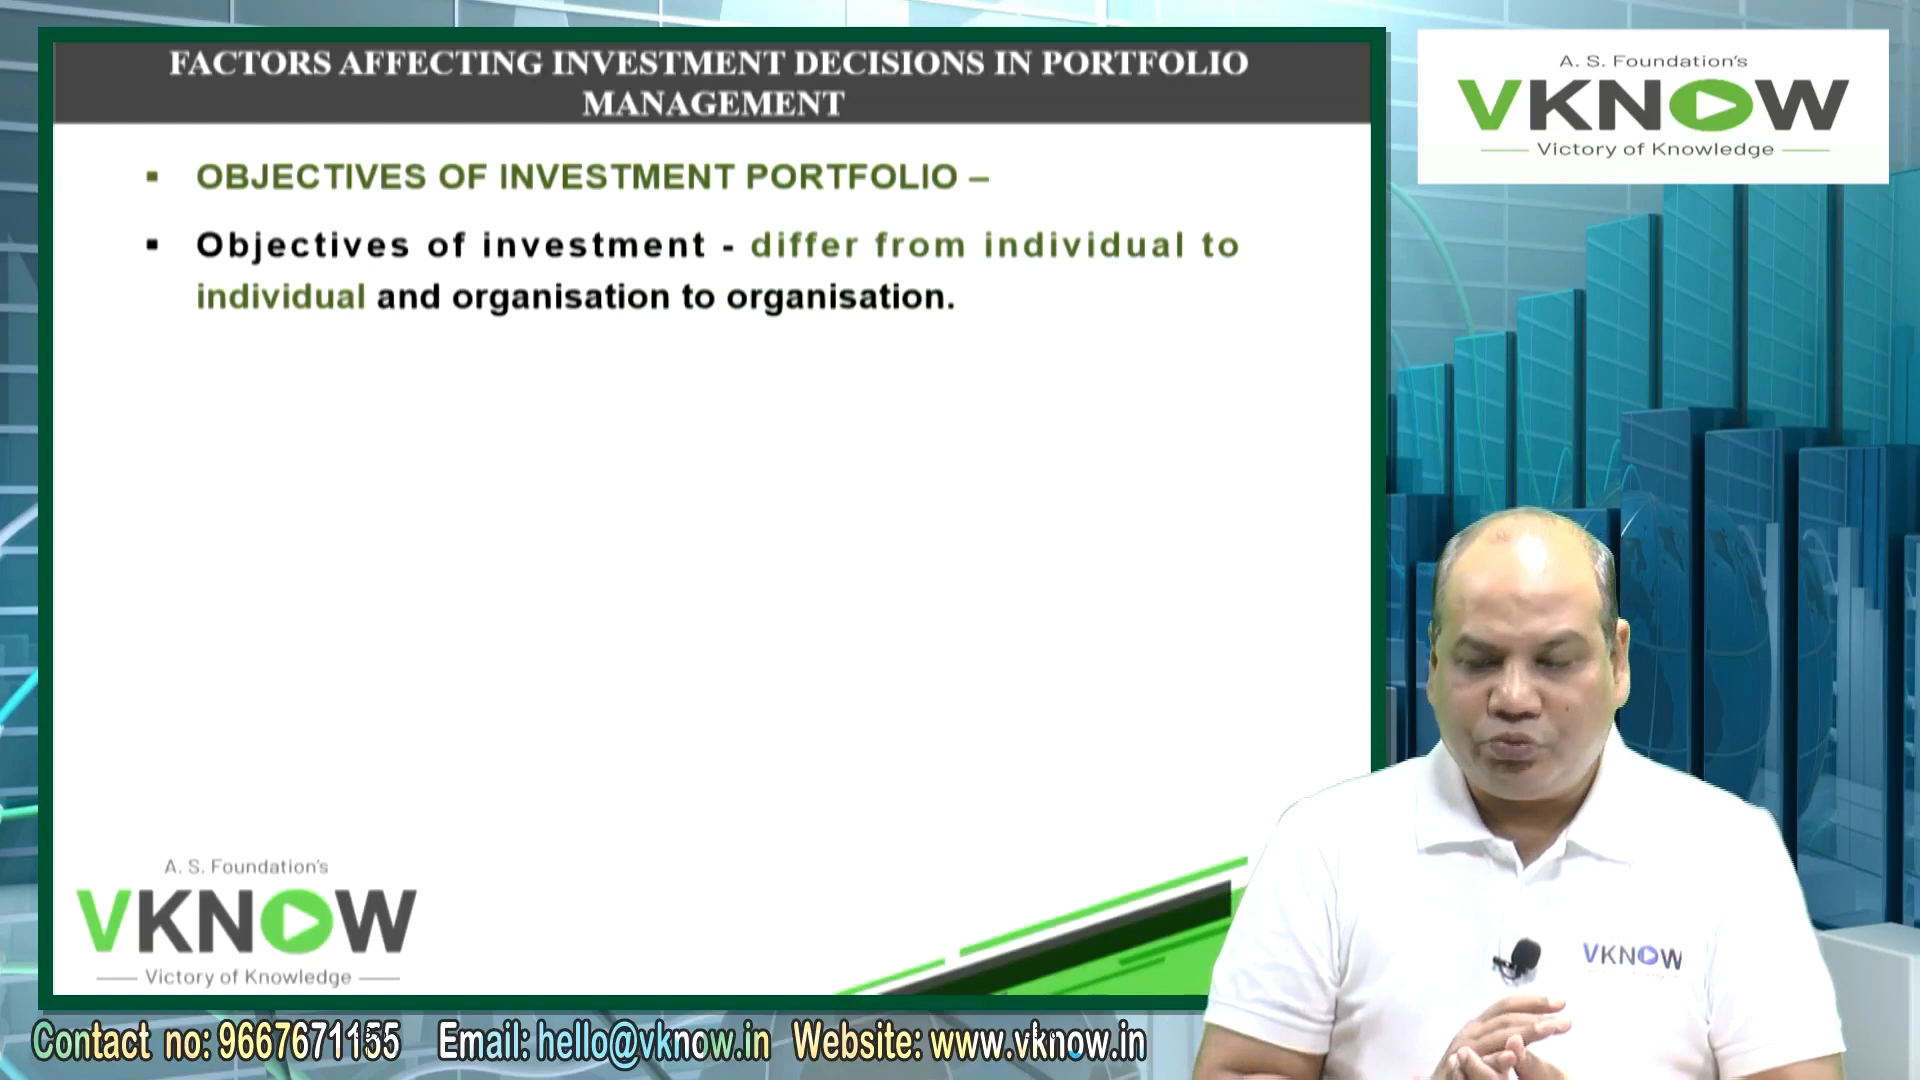 FACTORS AFFECTING INVESTMENT DECISIONS IN PORTFOLIO
MANAGEMENT
▪ OBJECTIVES OF INVESTMENT PORTFOLIO –
▪ Objectives of investment - differ from individual to
individual and organisation to organisation.
A. S. Foundation's
VKNOW
Victory of Knowledge
A. S. Foundation's
VKNOW
Victory of Knowledge
VKNOW
Contact no: 9667671155 Email: hello@vknow.in Website: www.vknow.in